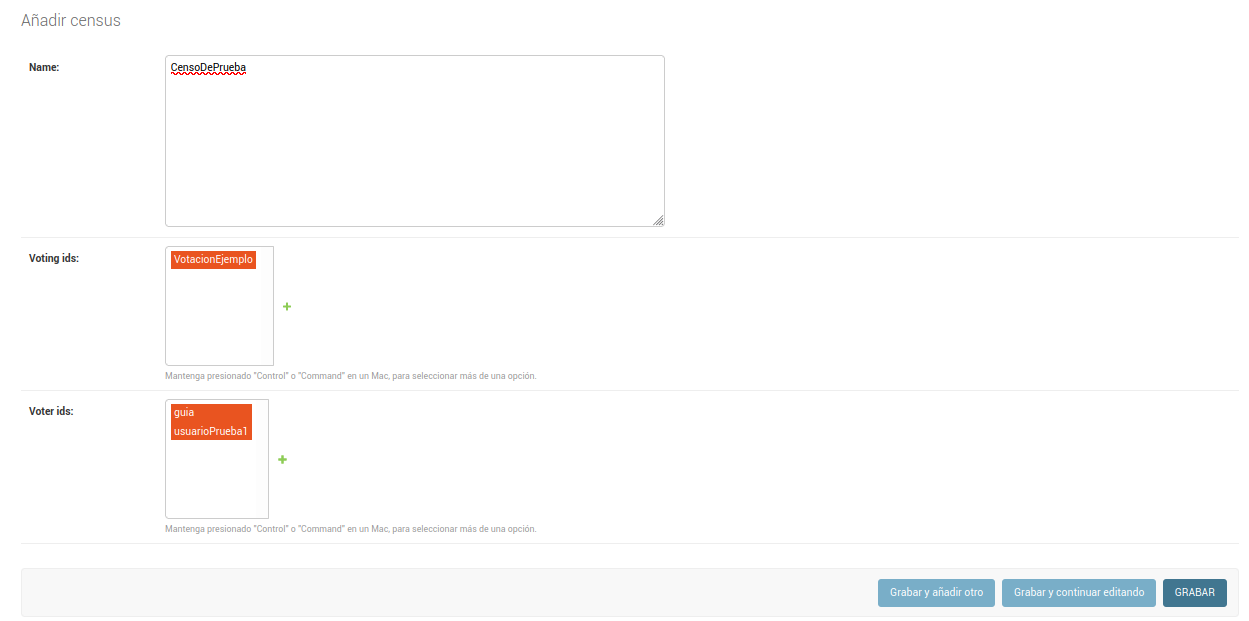 Añadir census
Name:
CensoDePrueba
Voting ids:
VotacionEjemplo
Mantenga presionado "Control" o "Command" en un Mac, para seleccionar más de una opción.
Voter ids:
guia
usuarioPrueba1
Mantenga presionado "Control" o "Command" en un Mac, para seleccionar más de una opción.
Grabar y añadir otro Grabar y continuar editando GRABAR